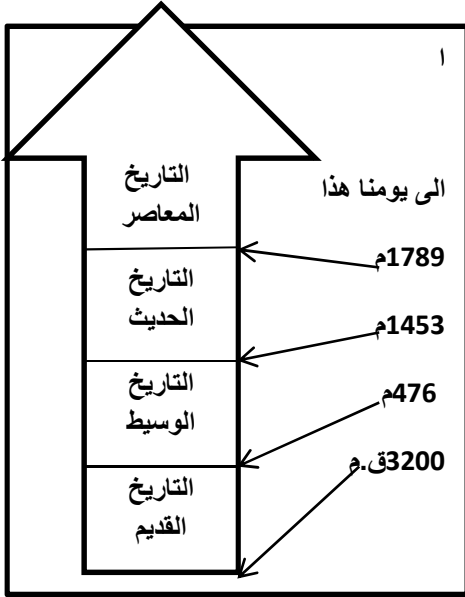 ا
الى يومنا هذا
التاريخ
المعاصر
1789م
التاريخ
الحديث
1453م
التاريخ
الوسيط
476م
3200ق.م
التاريخ
القديم